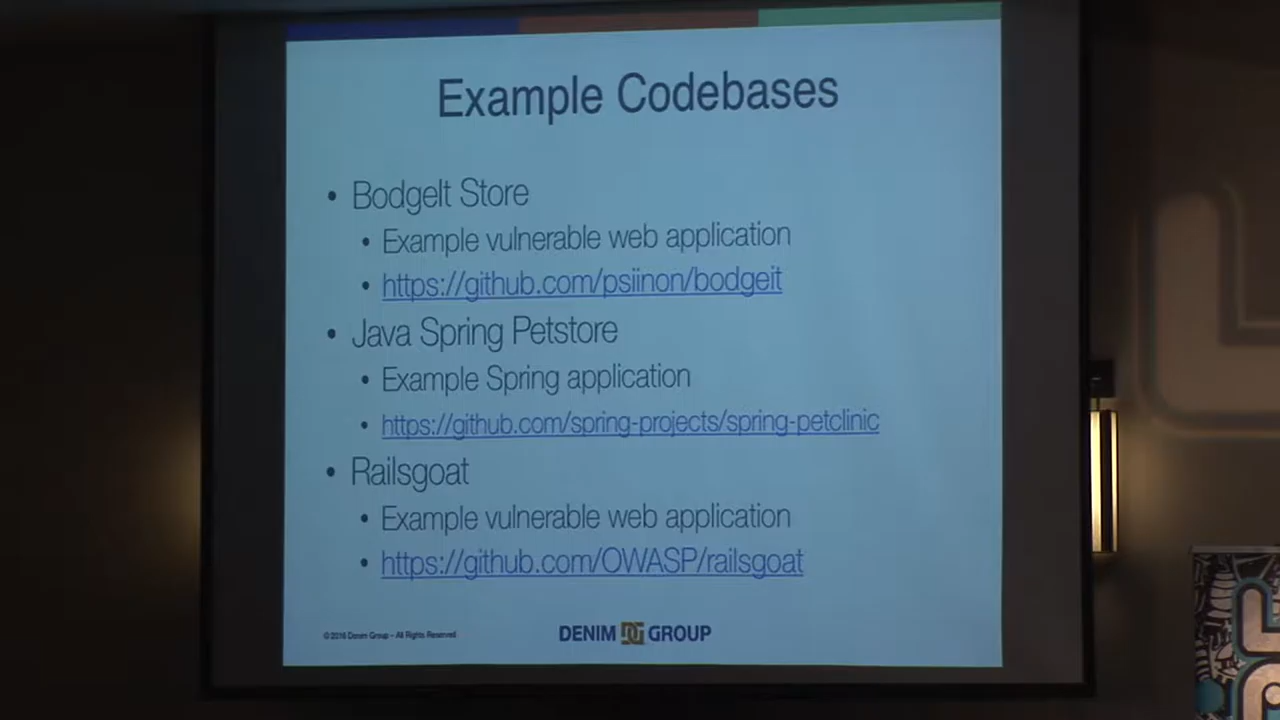 Example Codebases
• BodgeIt Store
• Example vulnerable web application
• https://github.com/psiinon/bodgeit
• Java Spring Petstore
• Example Spring application
• https://github.com/spring-projects/spring-petclinic
• Railsgoat
• Example vulnerable web application
• https://github.com/OWASP/railsgoat
© 2016 Denim Group – All Rights Reserved
DENIM DG GROUP